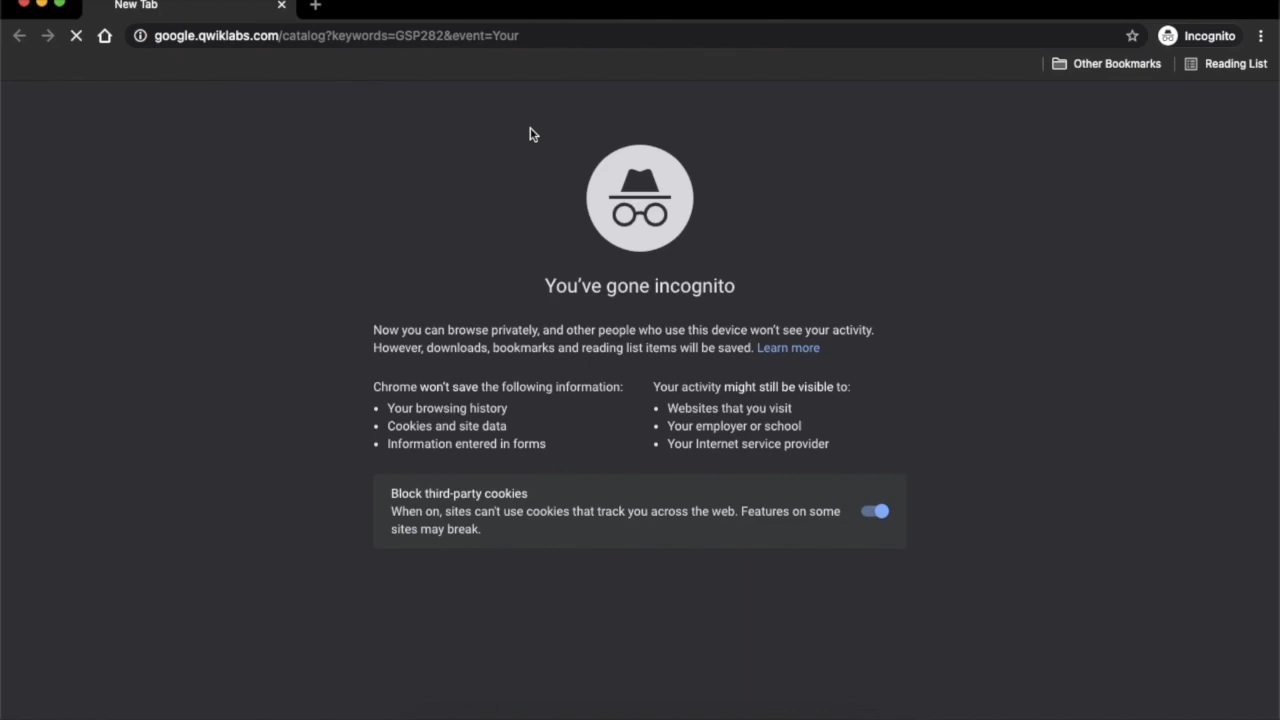 New Tab
google.qwiklabs.com/catalog?keywords=GSP282&event=Your
Incognito
Other Bookmarks
Reading List
You've gone incognito
Now you can browse privately, and other people who use this device won't see your activity.
However, downloads, bookmarks and reading list items will be saved. Learn more
Chrome won't save the following information:
• Your browsing history
• Cookies and site data
• Information entered in forms
Your activity might still be visible to:
• Websites that you visit
• Your employer or school
• Your Internet service provider
Block third-party cookies
When on, sites can't use cookies that track you across the web. Features on some
sites may break.